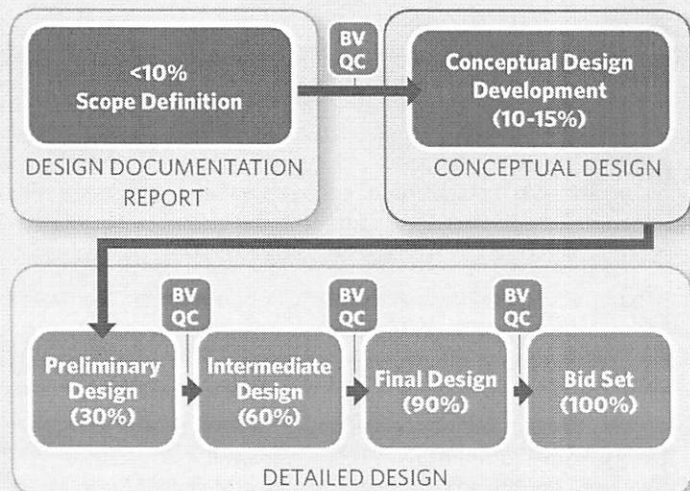 <10%
Scope Definition
BV
QC
Conceptual Design
Development
(10-15%)
DESIGN DOCUMENTATION
REPORT
CONCEPTUAL DESIGN
BV
QC
BV
QC
BV
QC
Preliminary
Design
(30%)
Intermediate
Design
(60%)
Final Design
(90%)
Bid Set
(100%)
DETAILED DESIGN